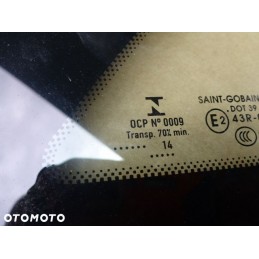 SAINT-GOBAIN
DOT 39
OCP Nº 0009
E2 43R-
Transp. 70% min.
....... 14 ....
OTOMOTO